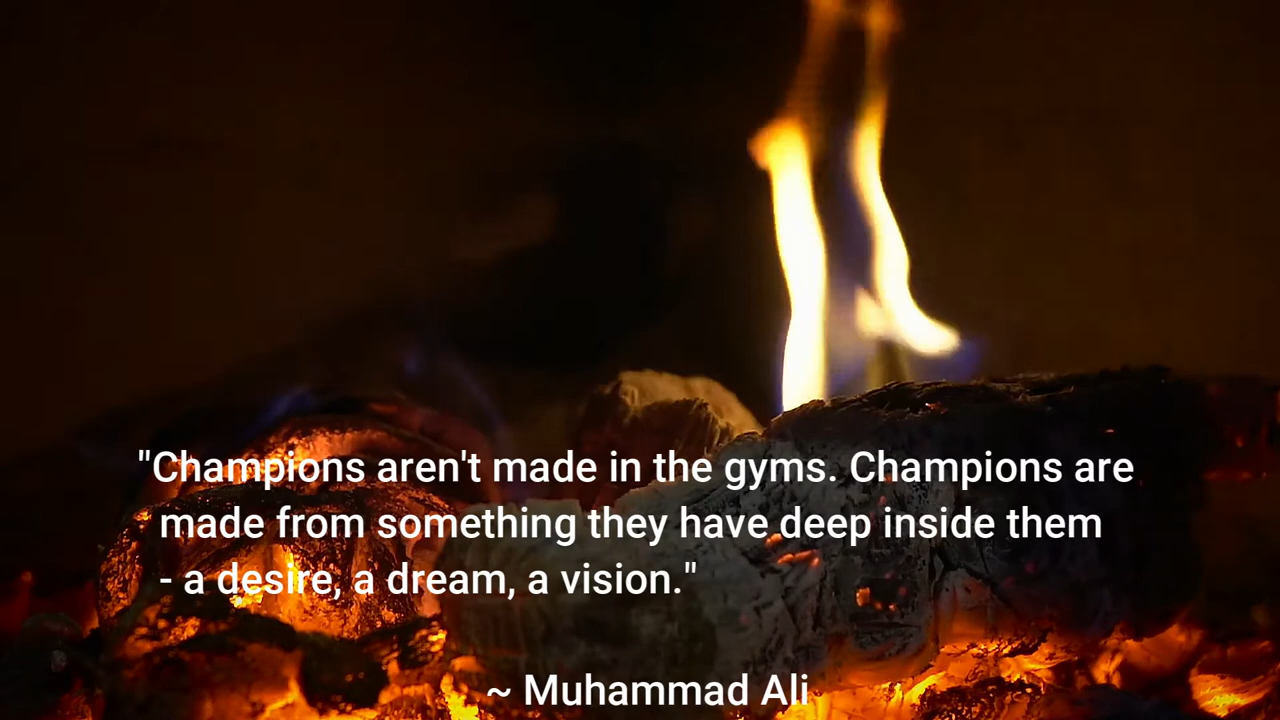 "Champions aren't made in the gyms. Champions are
made from something they have deep inside them
- a desire, a dream, a vision."
~ Muhammad Ali